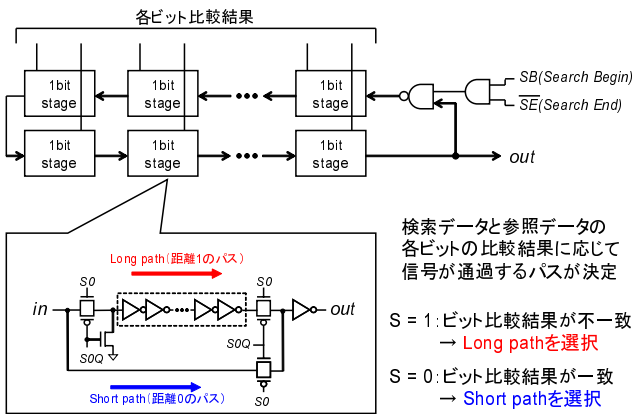 各ビット比較結果
1bit
stage
1bit
stage
1bit
stage
SB(Search Begin)
SE(Search End)
1bit
stage
1bit
stage
1bit
stage
out
Long path(距離1のパス)
S0
S0
in
out
S0Q
S0Q
Short path(距離0のパス)
S0
検索データと参照データの
各ビットの比較結果に応じて
信号が通過するパスが決定
S = 1:ビット比較結果が不一致
→ Long pathを選択
S = 0:ビット比較結果が一致
→ Short pathを選択